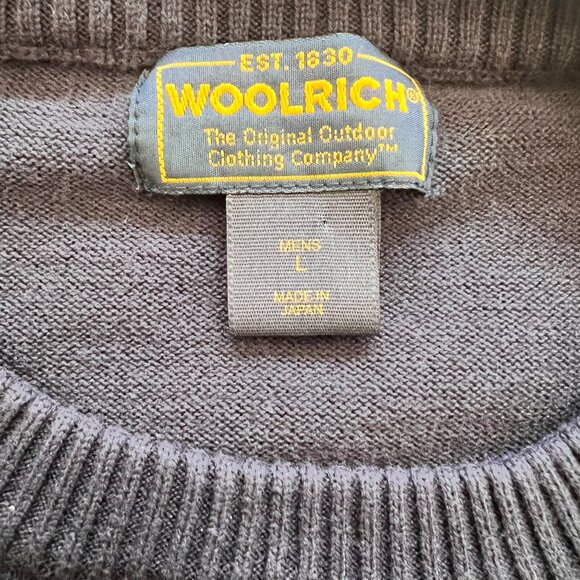 EST. 1830
WOOLRICH®
The Original Outdoor
Clothing Company™
MENS
L
MADE IN
JAPAN